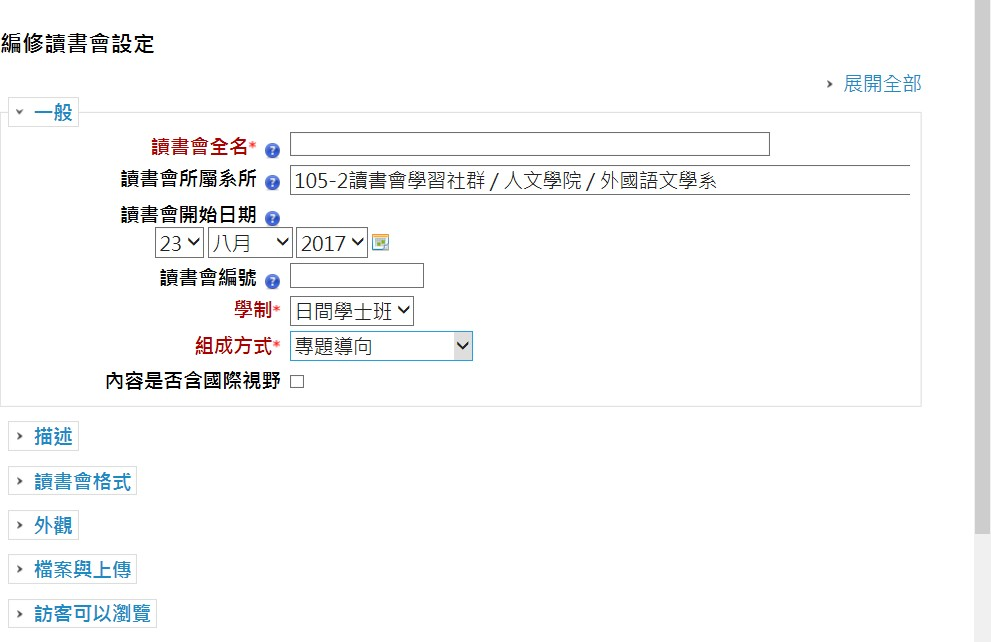 編修讀書會設定
展開全部
一般
讀書會全名*
讀書會所屬系所 105-2讀書會學習社群 / 人文學院 / 外國語文學系
讀書會開始日期
23 八月 2017
讀書會編號
學制* 日間學士班
組成方式* 專題導向
內容是否含國際視野
描述
讀書會格式
外觀
檔案與上傳
訪客可以瀏覽